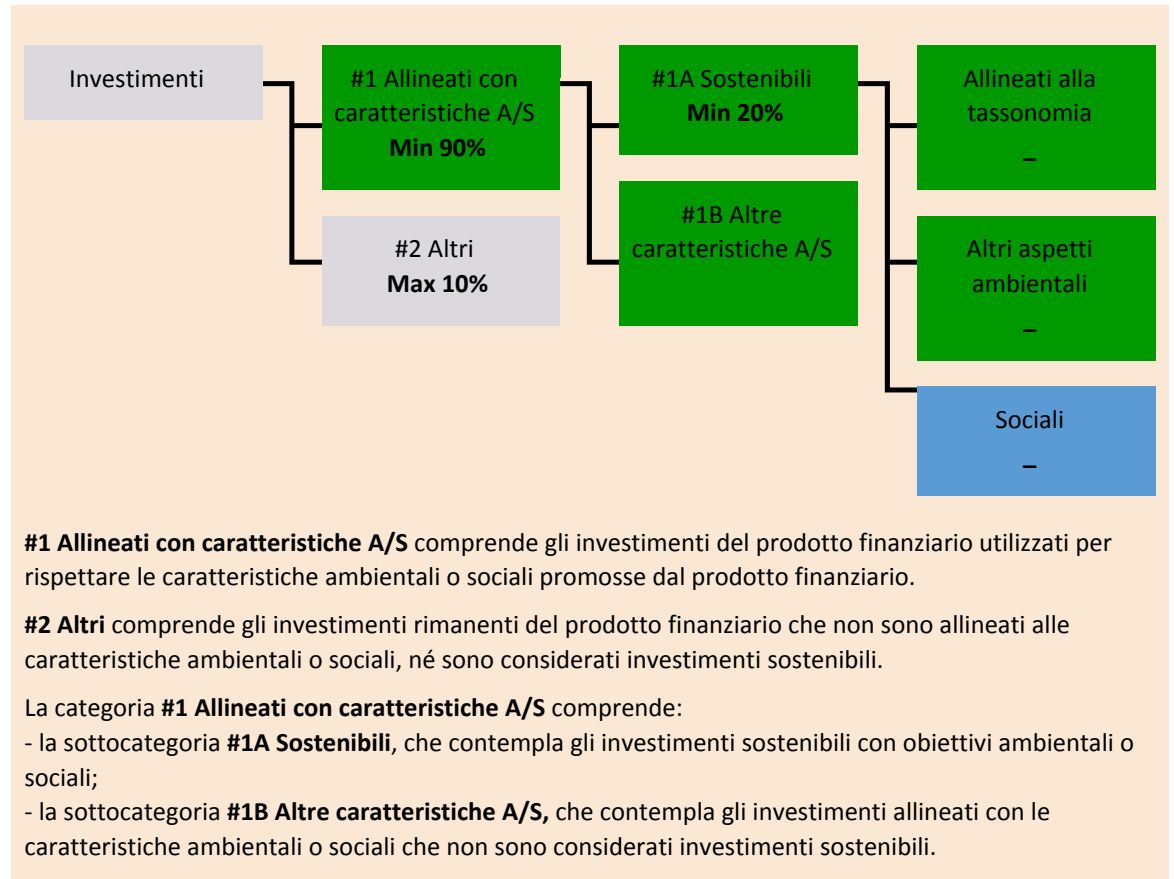 Investimenti
#1 Allineati con
caratteristiche A/S
Min 90%
#2 Altri
Max 10%
#1A Sostenibili
Min 20%
#1B Altre
caratteristiche A/S
Allineati alla
tassonomia
–
Altri aspetti
ambientali
–
Sociali
–
#1 Allineati con caratteristiche A/S comprende gli investimenti del prodotto finanziario utilizzati per
rispettare le caratteristiche ambientali o sociali promosse dal prodotto finanziario.
#2 Altri comprende gli investimenti rimanenti del prodotto finanziario che non sono allineati alle
caratteristiche ambientali o sociali, né sono considerati investimenti sostenibili.
La categoria #1 Allineati con caratteristiche A/S comprende:
- la sottocategoria #1A Sostenibili, che contempla gli investimenti sostenibili con obiettivi ambientali o
sociali;
- la sottocategoria #1B Altre caratteristiche A/S, che contempla gli investimenti allineati con le
caratteristiche ambientali o sociali che non sono considerati investimenti sostenibili.